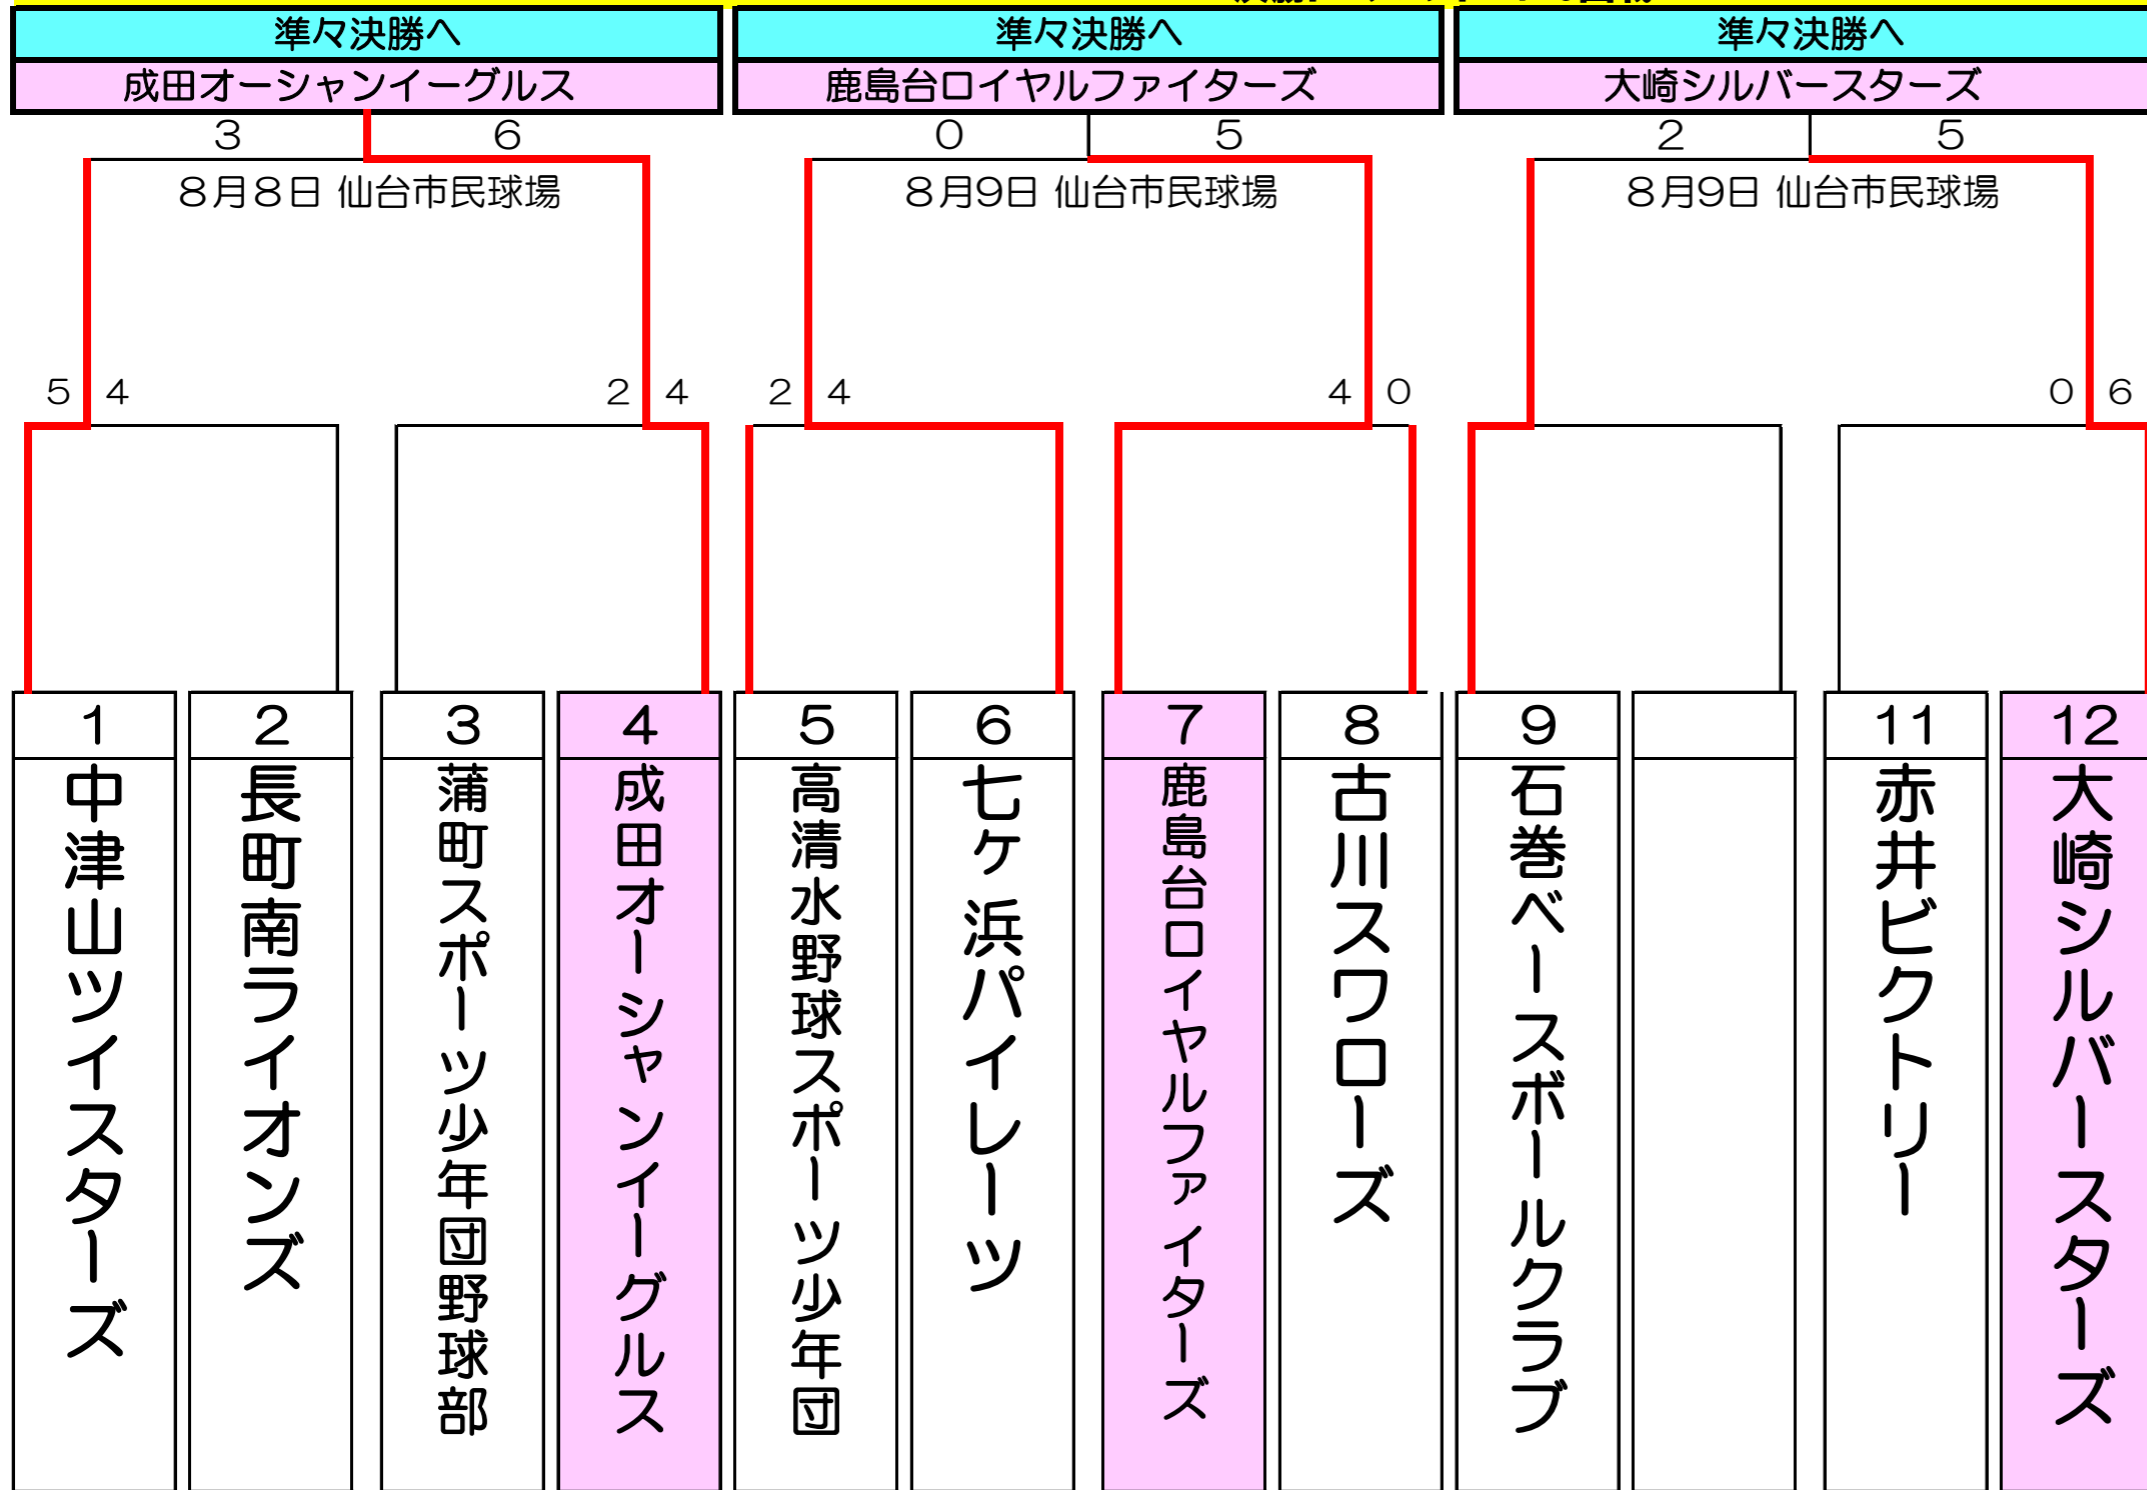 準々決勝へ
成田オーシャンイーグルス
3 6
8月8日 仙台市民球場
準々決勝へ
鹿島台ロイヤルファイターズ
0 5
8月9日 仙台市民球場
準々決勝へ
大崎シルバースターズ
2 5
8月9日 仙台市民球場
5 4
2 4
2 4
4 0
0 6
1
中津山ツイスターズ
2
長町南ライオンズ
3
蒲町スポーツ少年団野球部
4
成田オーシャンイーグルス
5
高清水野球スポーツ少年団
6
七ケ浜パイレーツ
7
鹿島台ロイヤルファイターズ
8
古川スワローズ
9
石巻ベースボールクラブ
11
赤井ビクトリー
12
大崎シルバースターズ